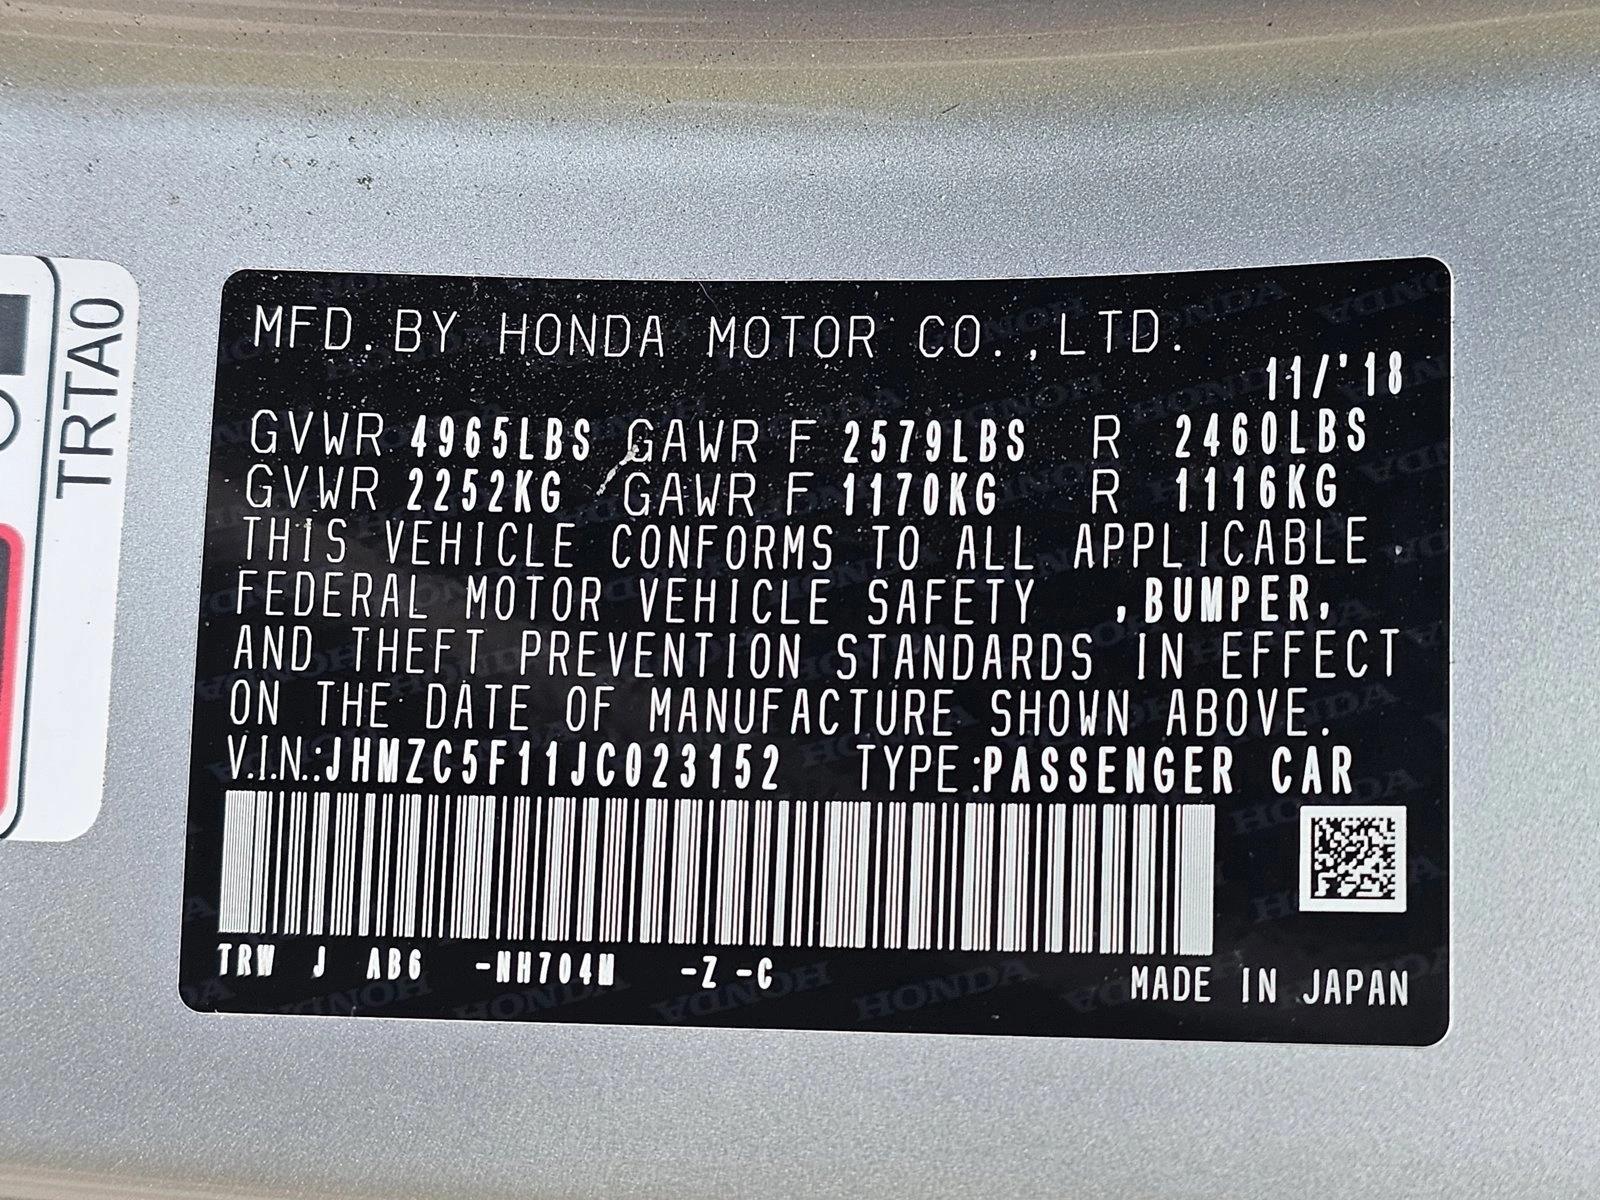 MFD. BY HONDA MOTOR CO., LTD.
11/'18
GVWR 4965LBS GAWR F 2579LBS R 2460LBS
GVWR 2252KG GAWR F 1170KG R 1116KG
THIS VEHICLE CONFORMS TO ALL APPLICABLE
FEDERAL MOTOR VEHICLE SAFETY ,BUMPER,
AND THEFT PREVENTION STANDARDS IN EFFECT
ON THE DATE OF MANUFACTURE SHOWN ABOVE.
V.I.N.:JHMZC5F11JC023152 TYPE:PASSENGER CAR
TRW J AB6 -NH704M -Z -C
MADE IN JAPAN
TRTA0